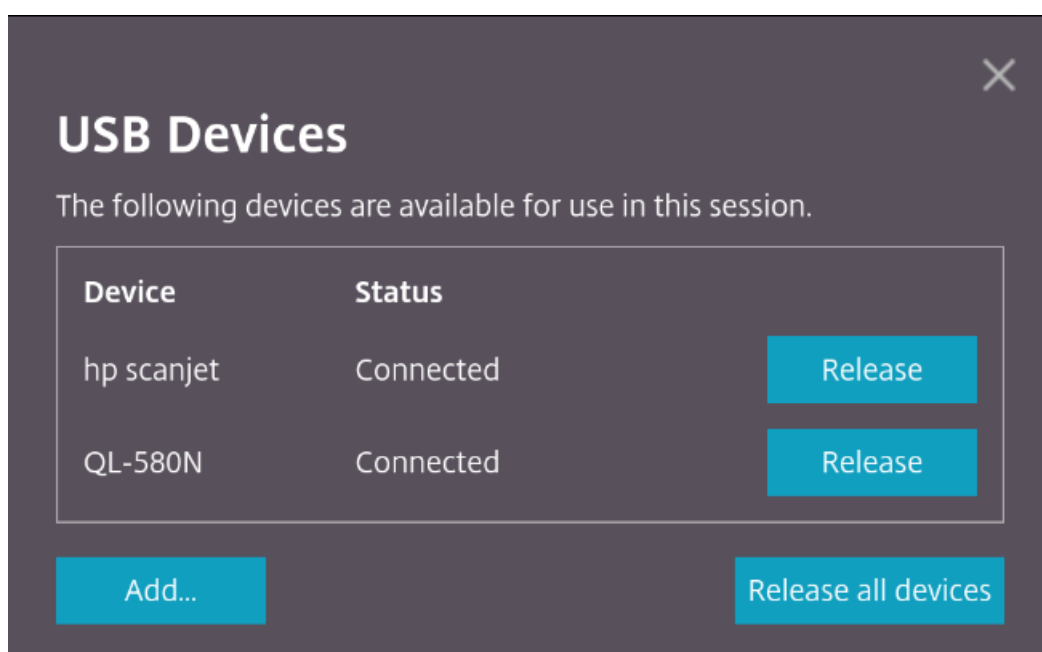 USB Devices
The following devices are available for use in this session.
Device Status
hp scanjet Connected Release
QL-580N Connected Release
Add... Release all devices